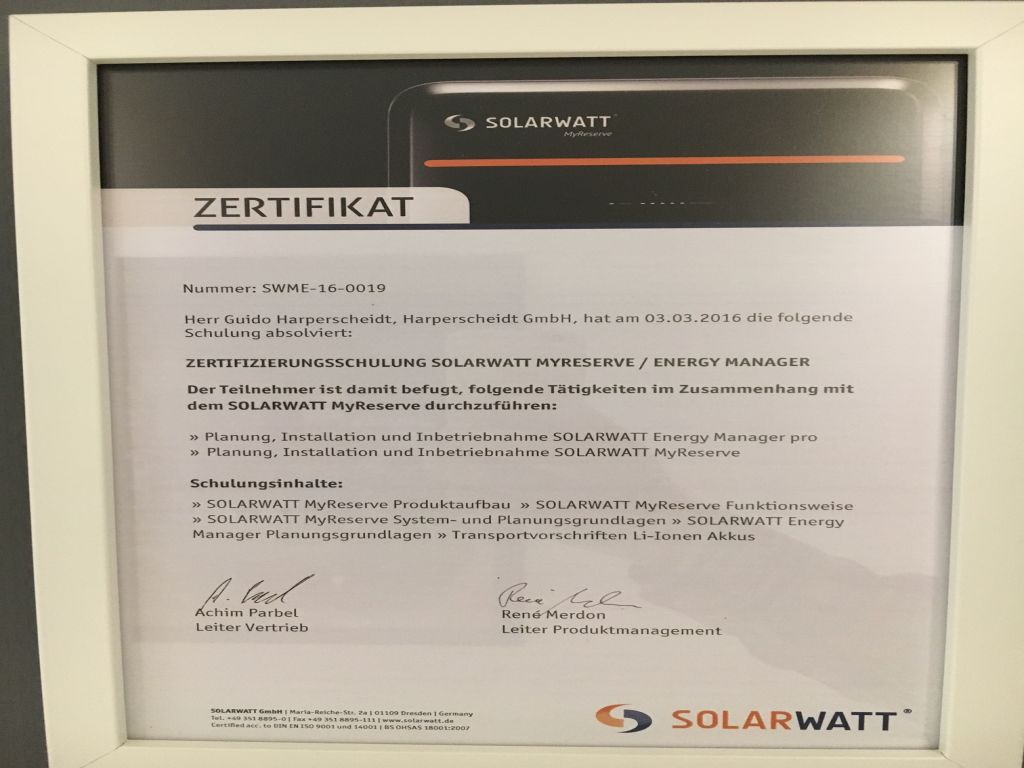 SOLARWATT
MyReserve
ZERTIFIKAT
Nummer: SWME-16-0019
Herr Guido Harperscheidt, Harperscheidt GmbH, hat am 03.03.2016 die folgende
Schulung absolviert:
ZERTIFIZIERUNGSSCHULUNG SOLARWATT MYRESERVE / ENERGY MANAGER
Der Teilnehmer ist damit befugt, folgende Tätigkeiten im Zusammenhang mit
dem SOLARWATT MyReserve durchzuführen:
» Planung, Installation und Inbetriebnahme SOLARWATT Energy Manager pro
» Planung, Installation und Inbetriebnahme SOLARWATT MyReserve
Schulungsinhalte:
» SOLARWATT MyReserve Produktaufbau » SOLARWATT MyReserve Funktionsweise
» SOLARWATT MyReserve System- und Planungsgrundlagen » SOLARWATT Energy
Manager Planungsgrundlagen » Transportvorschriften Li-Ionen Akkus
Achim Parbel
Leiter Vertrieb
René Merdon
Leiter Produktmanagement
SOLARWATT GmbH | Maria-Reiche-Str. 2a | 01109 Dresden | Germany
Tel. +49 351 8895-0 | Fax +49 351 8895-111 | www.solarwatt.de
Certified acc. to DIN EN ISO 9001 und 14001 | BS OHSAS 18001:2007
SOLARWATT®